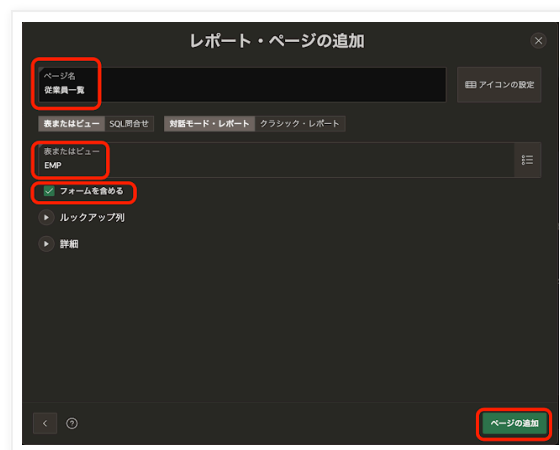 レポート・ページの追加
ページ名
従業員一覧
アイコンの設定
表またはビュー SQL問合せ 対話モード・レポート クラシック・レポート
表またはビュー
EMP
フォームを含める
ルックアップ列
詳細
ページの追加